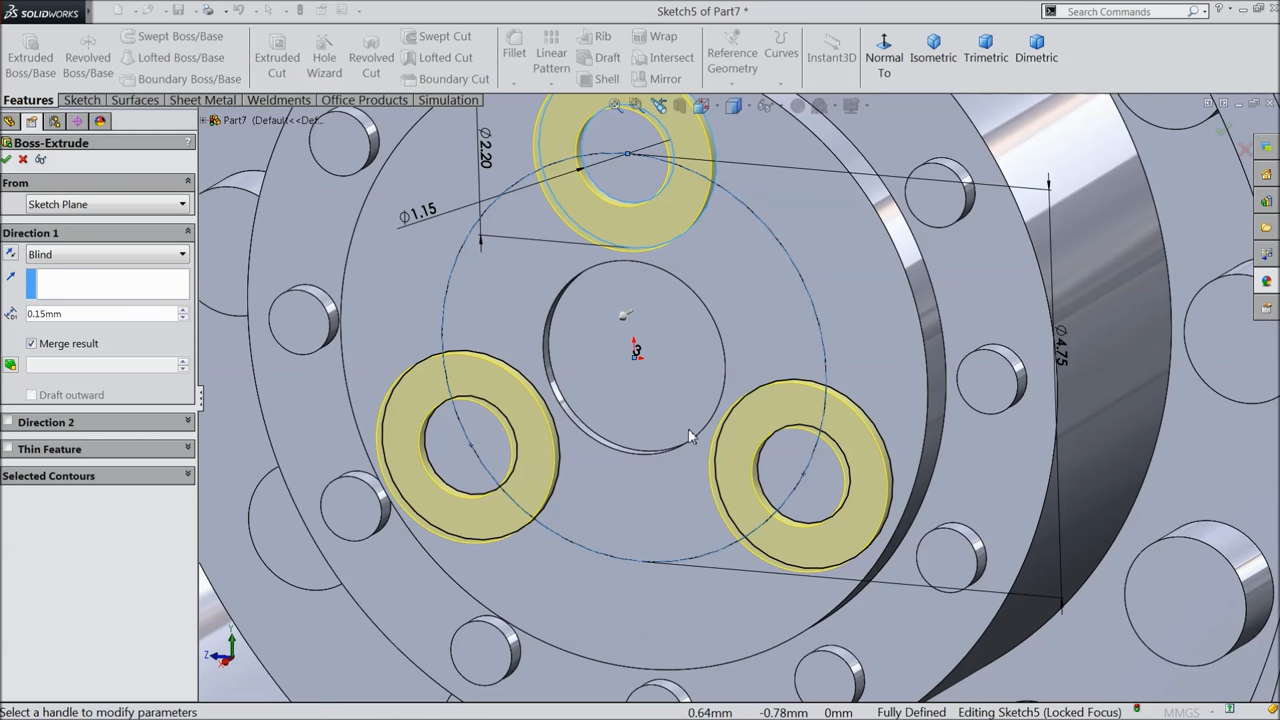 SOLIDWORKS
Sketch5 of Part7 *
Search Commands
Extruded Boss/Base
Revolved Boss/Base
Swept Boss/Base
Lofted Boss/Base
Boundary Boss/Base
Extruded Cut
Hole Wizard
Revolved Cut
Swept Cut
Lofted Cut
Boundary Cut
Fillet
Linear Pattern
Rib
Draft
Shell
Wrap
Intersect
Mirror
Reference Geometry
Curves
Instant3D
Normal To
Isometric
Trimetric
Dimetric
Features
Sketch
Surfaces
Sheet Metal
Weldments
Office Products
Simulation
Part7 (Default<<Def...
Boss-Extrude
?
From
Sketch Plane
Direction 1
Blind
D1
0.15mm
Merge result
Draft outward
Direction 2
Thin Feature
Selected Contours
Ø2.20
Ø1.15
Ø4.75
3
Y
Z
X
Select a handle to modify parameters
0.64mm
-0.78mm
0mm
Fully Defined
Editing Sketch5 (Locked Focus)
MMGS